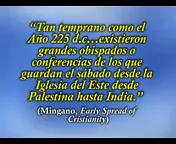 “Tan temprano como el
Año 225 d.c...existieron
grandes obispados o
conferencias de los que
guardan el sábado desde la
Iglesia del Este desde
Palestina hasta India.”
(Mingano, Early Spread of
Cristianity)